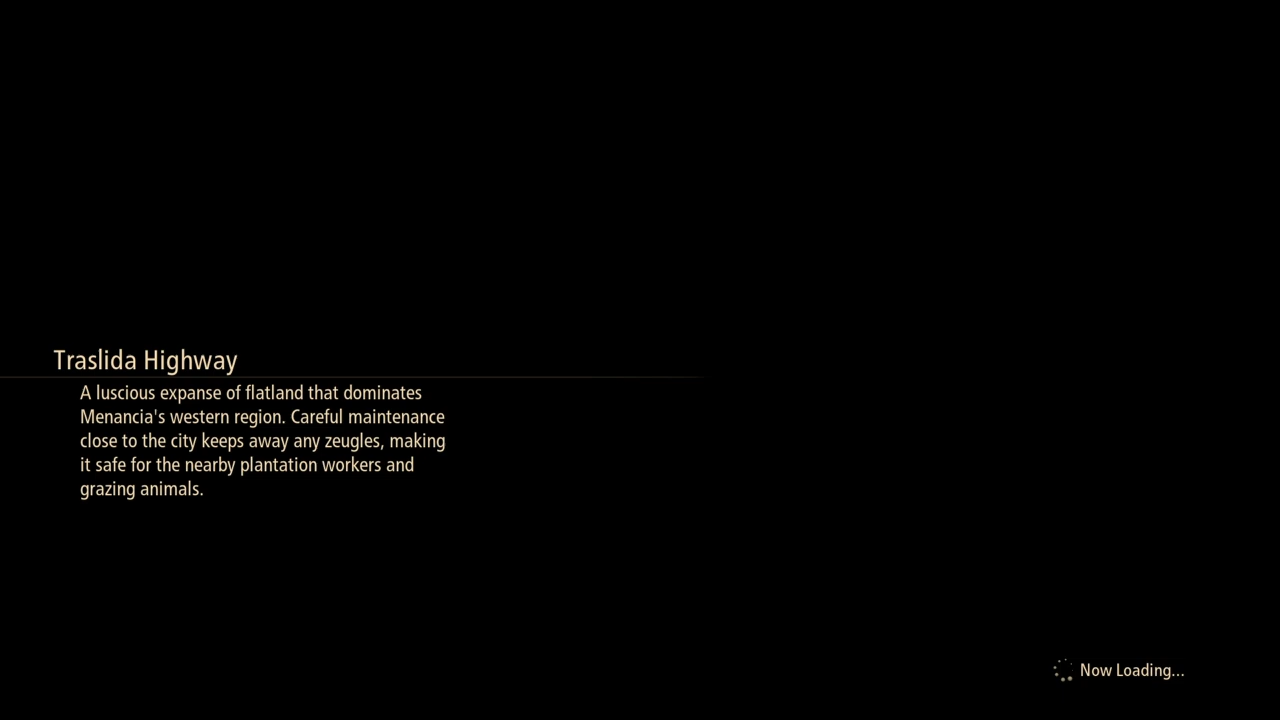 Traslida Highway
A luscious expanse of flatland that dominates
Menancia's western region. Careful maintenance
close to the city keeps away any zeugles, making
it safe for the nearby plantation workers and
grazing animals.
Now Loading...